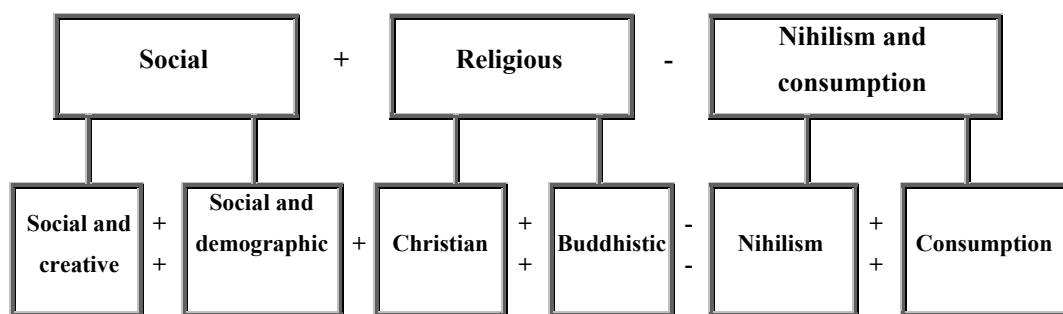 Social + Religious - Nihilism and
consumption
Social and
creative
+
+
Social and
demographic
+
Christian
+
+
Buddhistic
-
-
Nihilism
+
+
Consumption